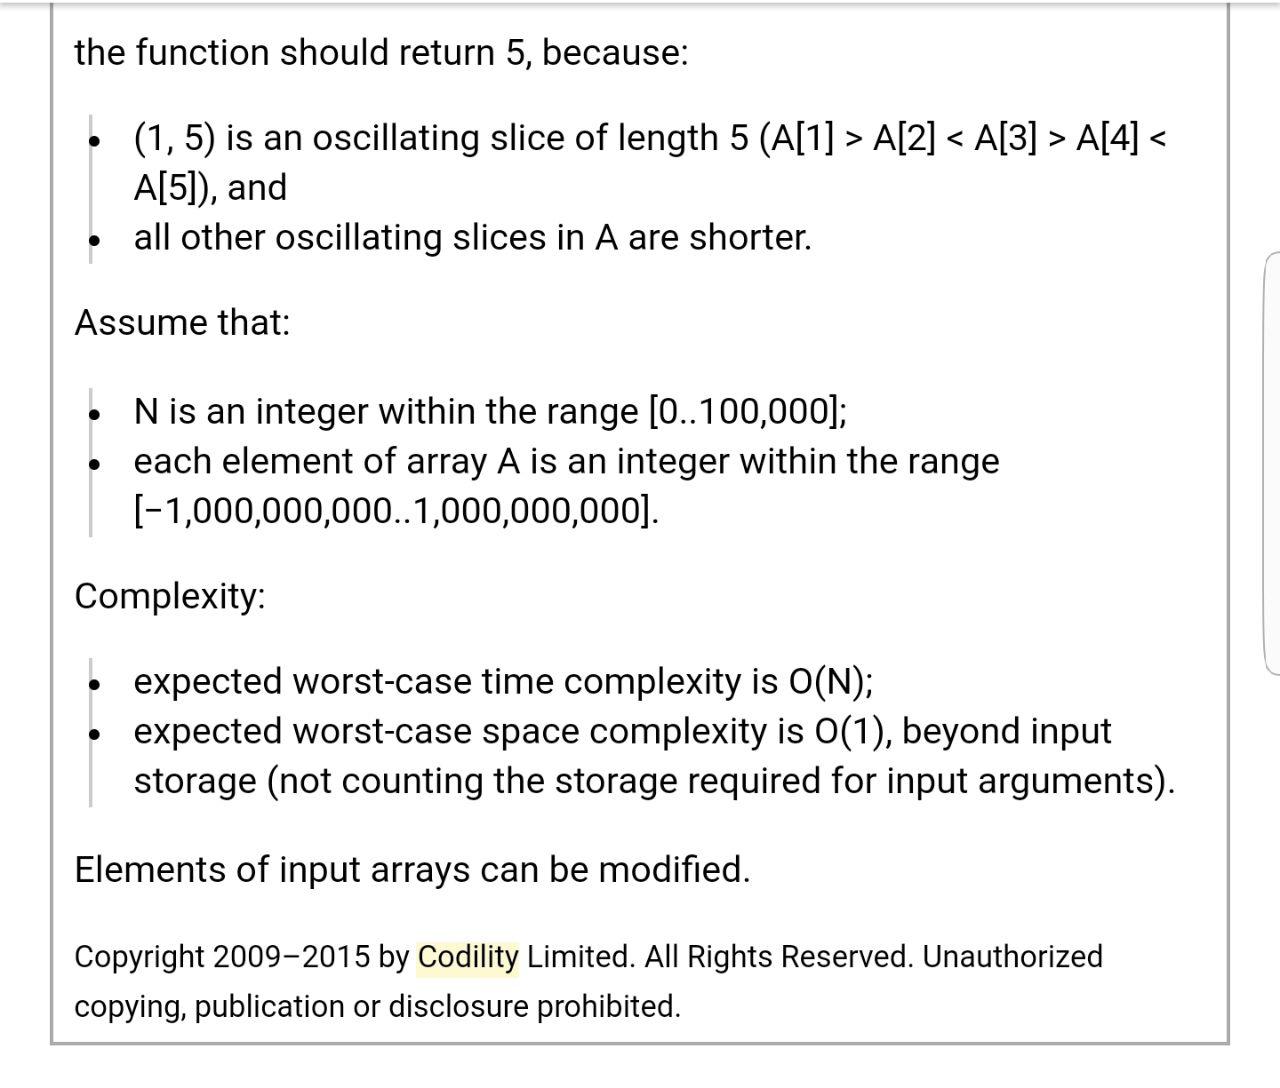 the function should return 5, because:
• (1, 5) is an oscillating slice of length 5 (A[1] > A[2] < A[3] > A[4] <
A[5]), and
• all other oscillating slices in A are shorter.
Assume that:
• N is an integer within the range [0..100,000];
• each element of array A is an integer within the range
[−1,000,000,000..1,000,000,000].
Complexity:
• expected worst-case time complexity is O(N);
• expected worst-case space complexity is O(1), beyond input
storage (not counting the storage required for input arguments).
Elements of input arrays can be modified.
Copyright 2009–2015 by Codility Limited. All Rights Reserved. Unauthorized
copying, publication or disclosure prohibited.